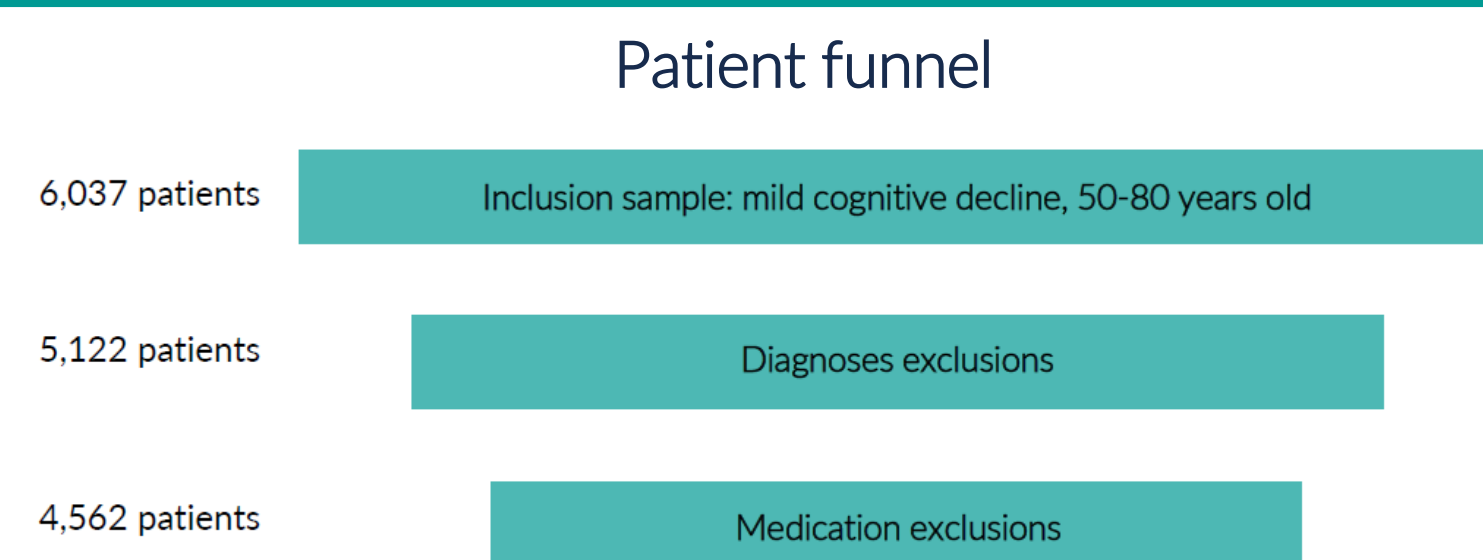 Patient funnel
6,037 patients
Inclusion sample: mild cognitive decline, 50-80 years old
5,122 patients
Diagnoses exclusions
4,562 patients
Medication exclusions